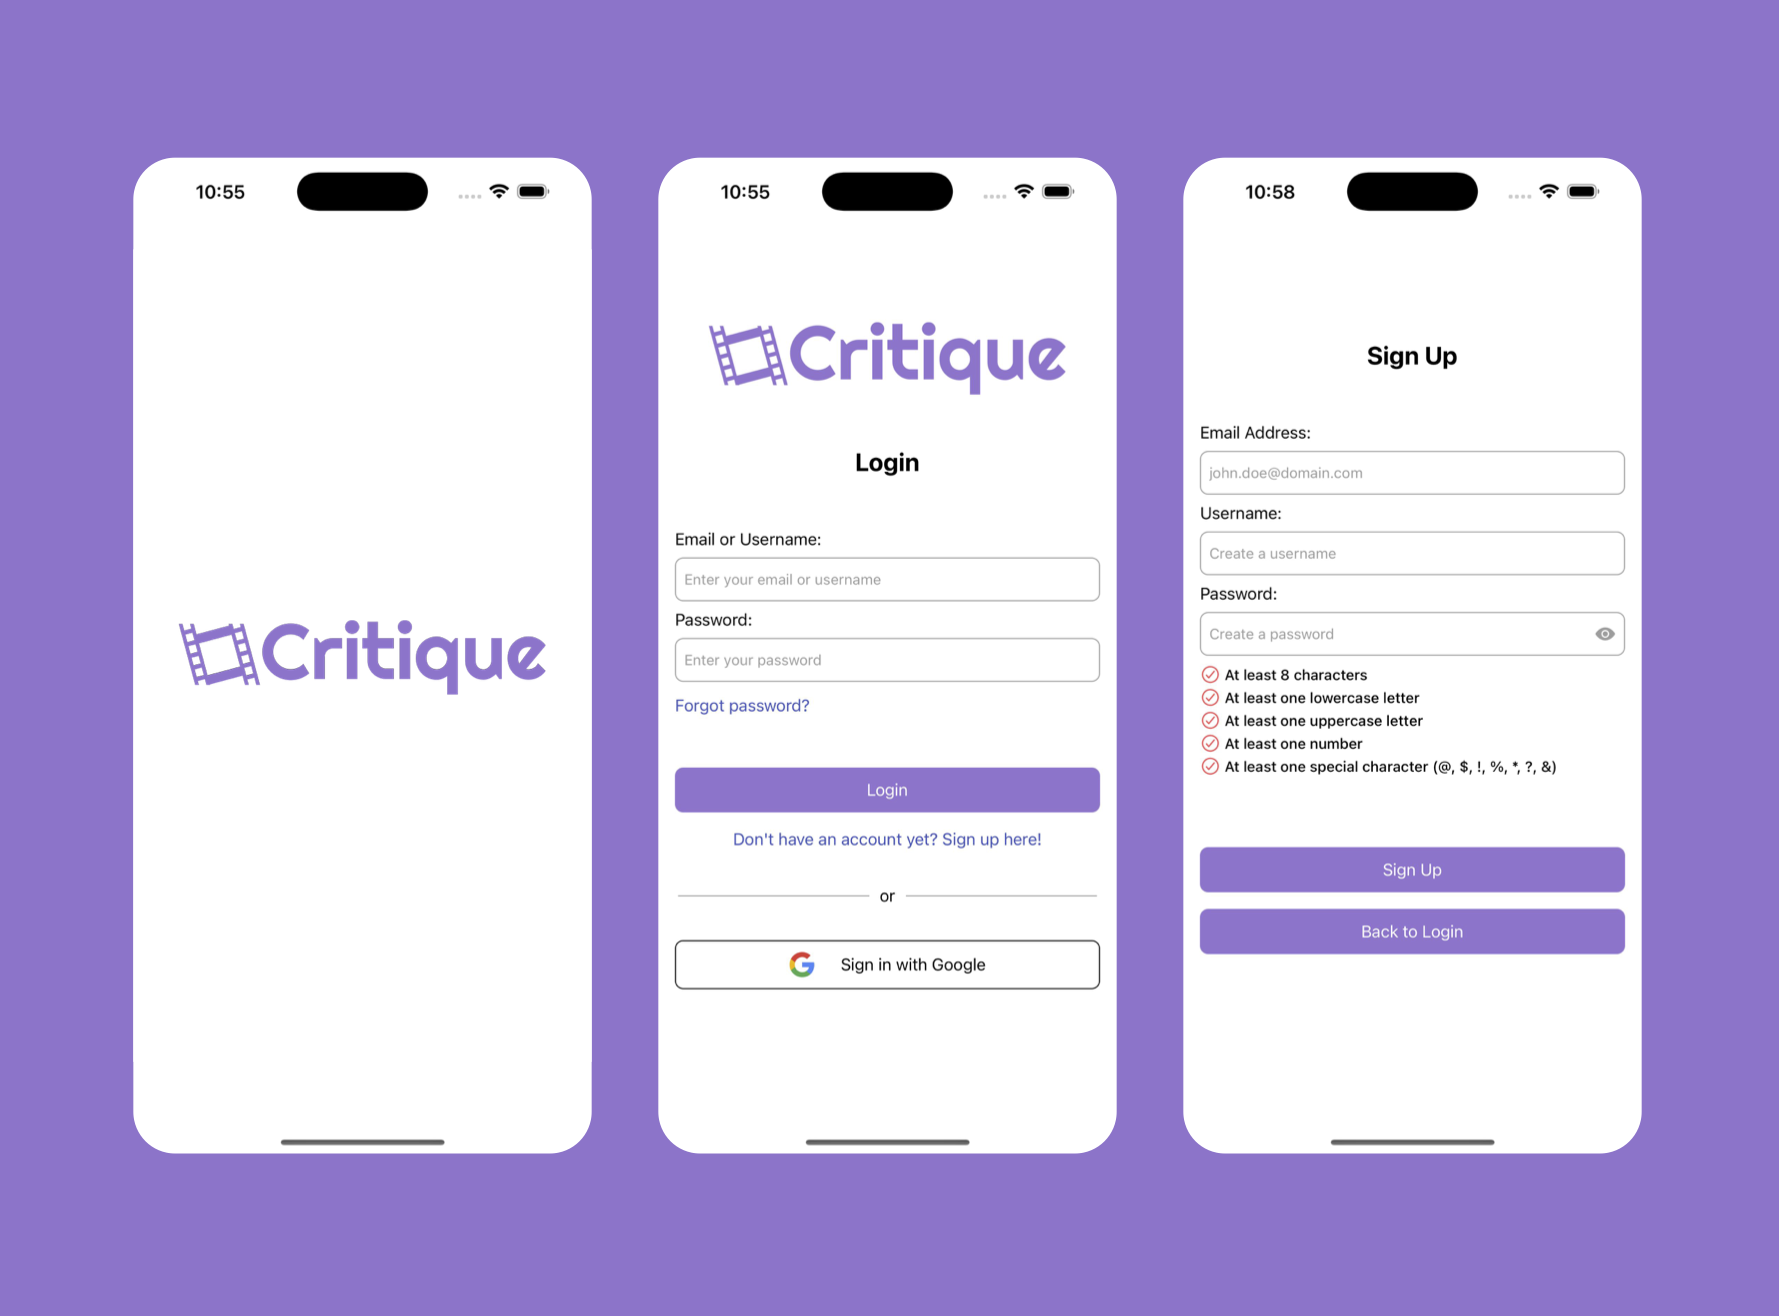 10:55
Critique
10:55
Critique
Login
Email or Username:
Enter your email or username
Password:
Enter your password
Forgot password?
Login
Don't have an account yet? Sign up here!
or
Sign in with Google
10:58
Sign Up
Email Address:
john.doe@domain.com
Username:
Create a username
Password:
Create a password
At least 8 characters
At least one lowercase letter
At least one uppercase letter
At least one number
At least one special character (@, $, !, %, *, ?, &)
Sign Up
Back to Login